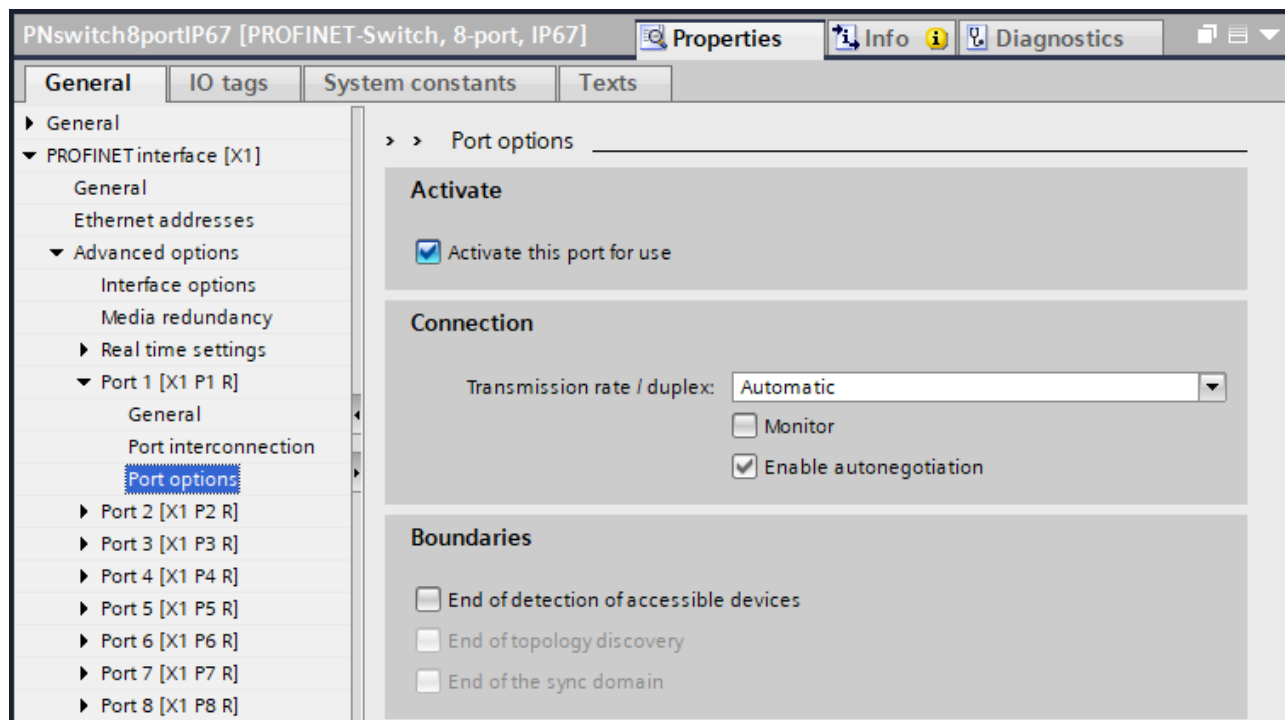 PNswitch8portIP67 [PROFINET-Switch, 8-port, IP67]
Properties
Info
Diagnostics
General
IO tags
System constants
Texts
General
PROFINET interface [X1]
General
Ethernet addresses
Advanced options
Interface options
Media redundancy
Real time settings
Port 1 [X1 P1 R]
General
Port interconnection
Port options
Port 2 [X1 P2 R]
Port 3 [X1 P3 R]
Port 4 [X1 P4 R]
Port 5 [X1 P5 R]
Port 6 [X1 P6 R]
Port 7 [X1 P7 R]
Port 8 [X1 P8 R]
> > Port options
Activate
Activate this port for use
Connection
Transmission rate / duplex: Automatic
Monitor
Enable autonegotiation
Boundaries
End of detection of accessible devices
End of topology discovery
End of the sync domain